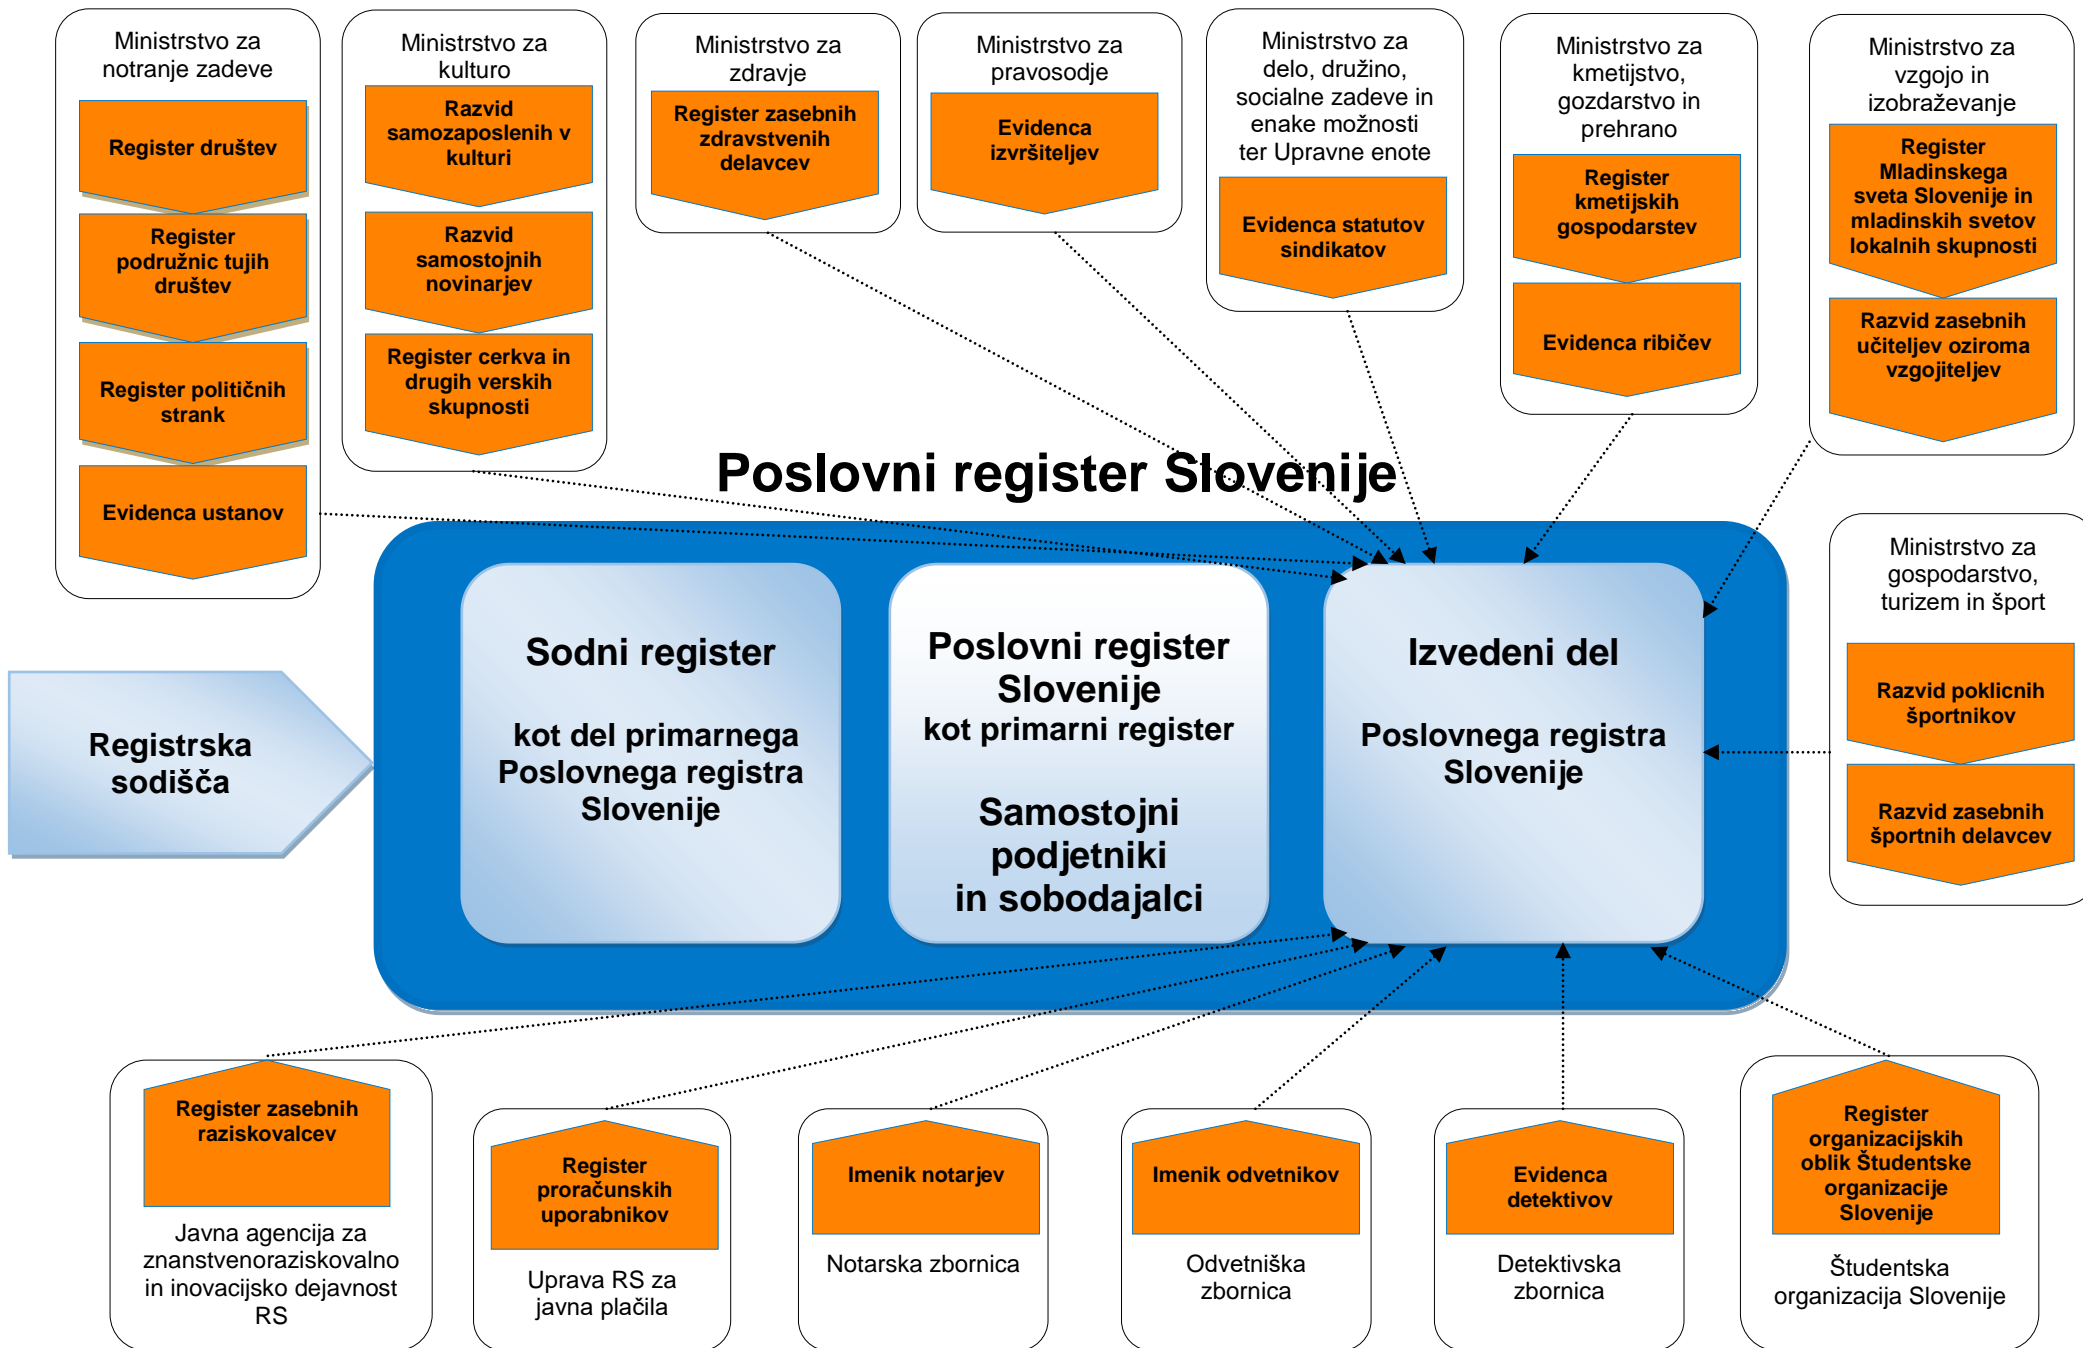 Ministrstvo za
notranje zadeve
Register društev
Register
podružnic tujih
društev
Register političnih
strank
Evidenca ustanov
Ministrstvo za
kulturo
Razvid
samozaposlenih v
kulturi
Razvid
samostojnih
novinarjev
Register cerkva in
drugih verskih
skupnosti
Ministrstvo za
zdravje
Register zasebnih
zdravstvenih
delavcev
Ministrstvo za
pravosodje
Evidenca
izvršiteljev
Ministrstvo za
delo, družino,
socialne zadeve in
enake možnosti
ter Upravne enote
Evidenca statutov
sindikatov
Ministrstvo za
kmetijstvo,
gozdarstvo in
prehrano
Register
kmetijskih
gospodarstev
Evidenca ribičev
Ministrstvo za
vzgojo in
izobraževanje
Register
Mladinskega
sveta Slovenije in
mladinskih svetov
lokalnih skupnosti
Razvid zasebnih
učiteljev oziroma
vzgojiteljev
Poslovni register Slovenije
Registrska
sodišča
Sodni register
kot del primarnega
Poslovnega registra
Slovenije
Poslovni register
Slovenije
kot primarni register
Samostojni
podjetniki
in sobodajalci
Izvedeni del
Poslovnega registra
Slovenije
Ministrstvo za
gospodarstvo,
turizem in šport
Razvid poklicnih
športnikov
Razvid zasebnih
športnih delavcev
Register zasebnih
raziskovalcev
Javna agencija za
znanstvenoraziskovalno
in inovacijsko dejavnost
RS
Register
proračunskih
uporabnikov
Uprava RS za
javna plačila
Imenik notarjev
Notarska zbornica
Imenik odvetnikov
Odvetniška
zbornica
Evidenca
detektivov
Detektivska
zbornica
Register
organizacijskih
oblik Študentske
organizacije
Slovenije
Študentska
organizacija Slovenije